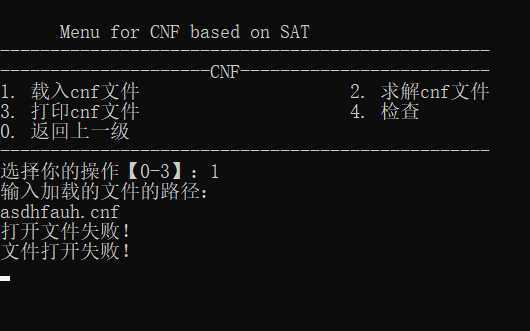 Menu for CNF based on SAT
-------------------------------------------------
---------------------CNF-------------------------
1. 载入cnf文件                     2. 求解cnf文件
3. 打印cnf文件                     4. 检查
0. 返回上一级
-------------------------------------------------
选择你的操作【0-3】：1
输入加载的文件的路径：
asdhfauh.cnf
打开文件失败！
文件打开失败！